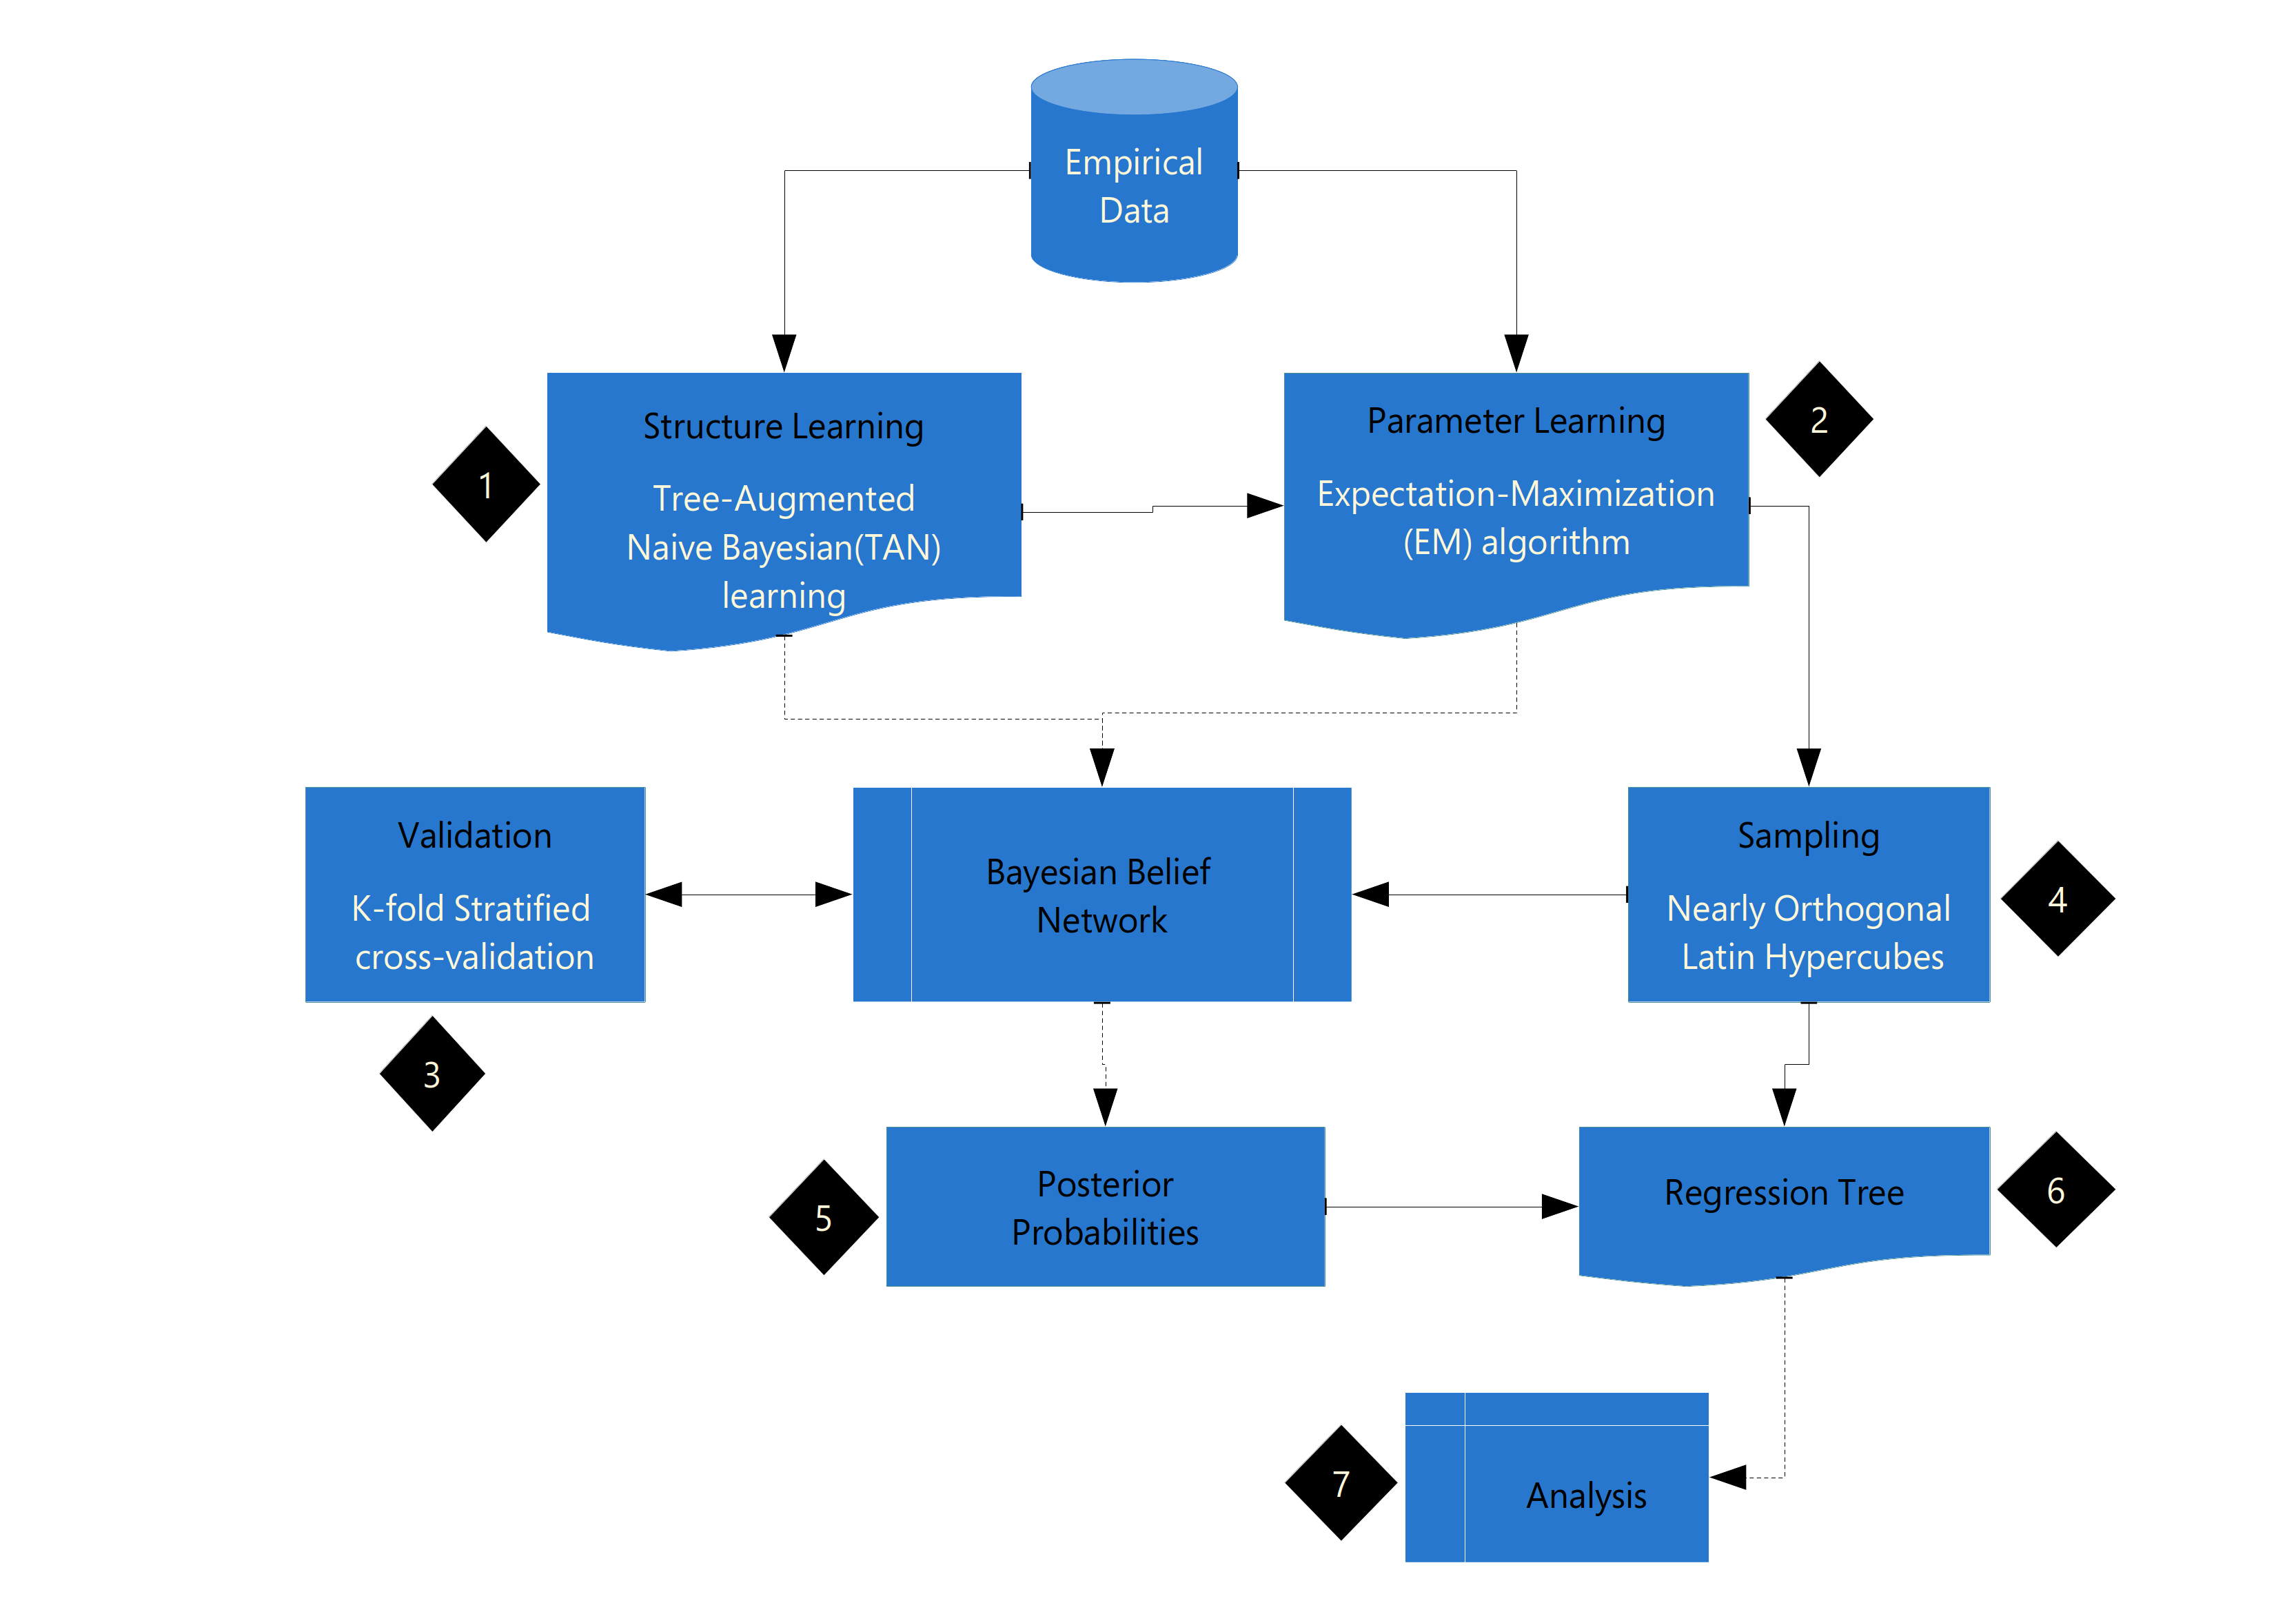 Empirical
Data
Structure Learning
Tree-Augmented
Naive Bayesian(TAN)
learning
1
Parameter Learning
Expectation-Maximization
(EM) algorithm
2
Validation
K-fold Stratified
cross-validation
3
Bayesian Belief
Network
Sampling
Nearly Orthogonal
Latin Hypercubes
4
5
Posterior
Probabilities
Regression Tree
6
7
Analysis